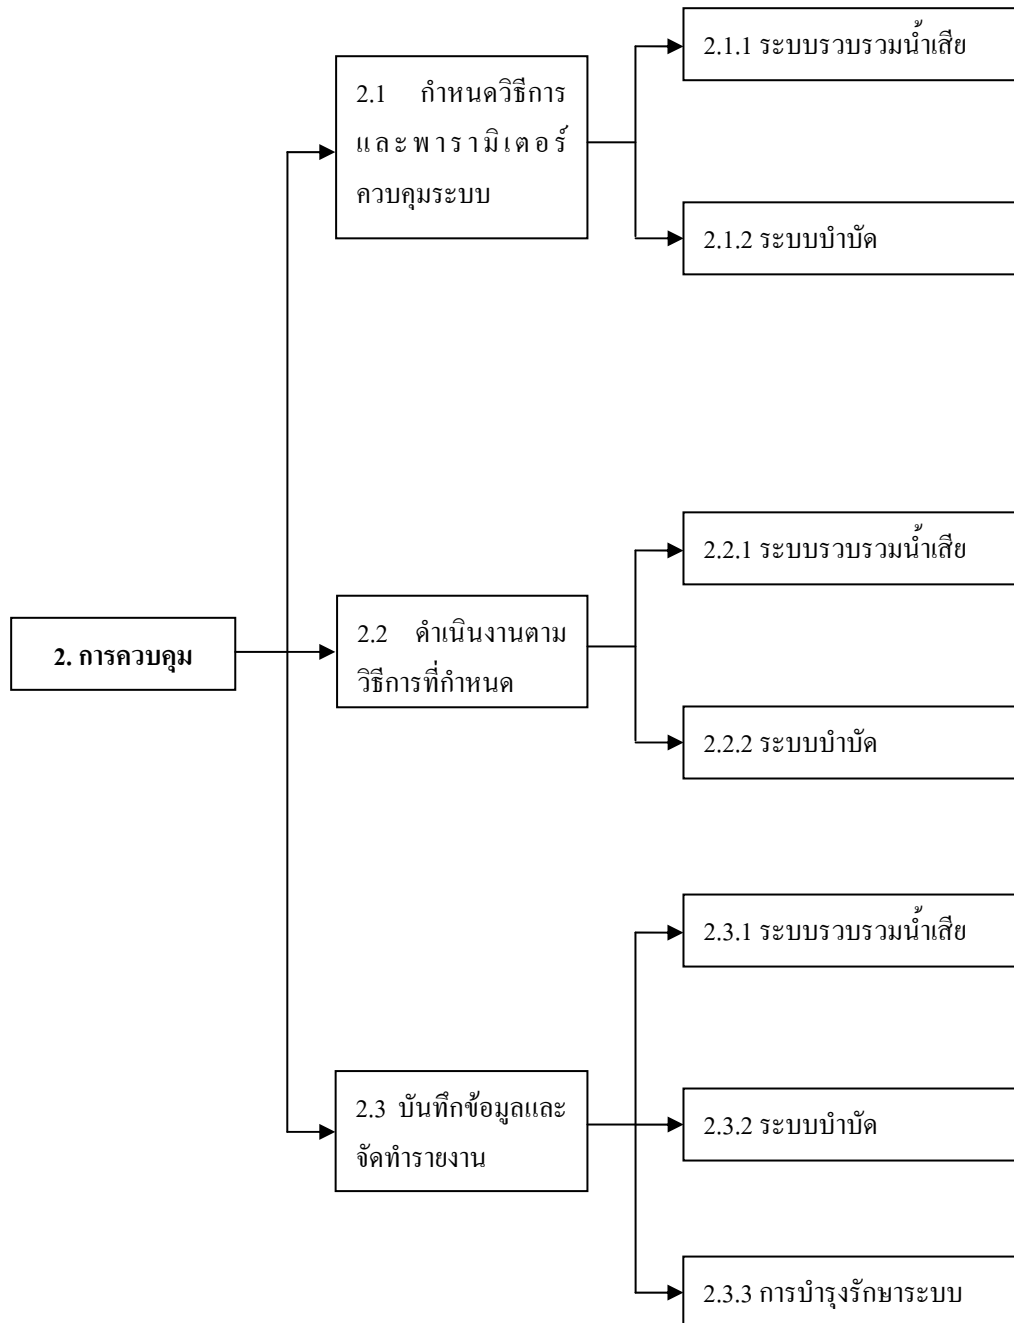 2.1.1 ระบบรวบรวมน้ำเสีย
2.1 กำหนดวิธีการ
และพารามิเตอร์
ควบคุมระบบ
2.1.2 ระบบบำบัด
2.2.1 ระบบรวบรวมน้ำเสีย
2. การควบคุม
2.2 ดำเนินงานตาม
วิธีการที่กำหนด
2.2.2 ระบบบำบัด
2.3.1 ระบบรวบรวมน้ำเสีย
2.3 บันทึกข้อมูลและ
จัดทำรายงาน
2.3.2 ระบบบำบัด
2.3.3 การบำรุงรักษาระบบ